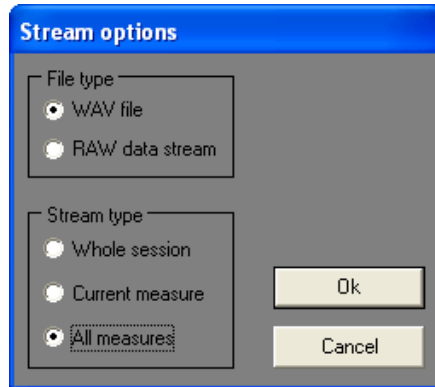 Stream options
File type
WAV file
RAW data stream
Stream type
Whole session
Current measure
All measures
Ok
Cancel